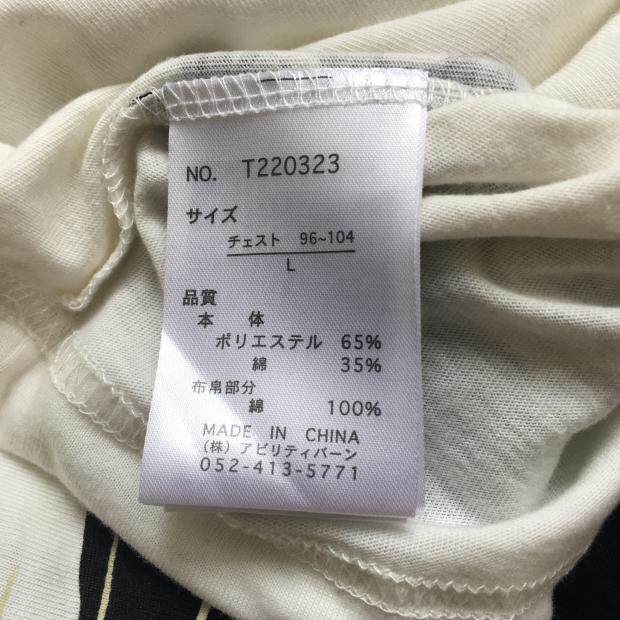 NO. T220323
サイズ
チェスト 96~104
L
品質
本 体
ポリエステル 65%
綿 35%
布帛部分
綿 100%
MADE IN CHINA
(株) アビリティバーン
052-413-5771